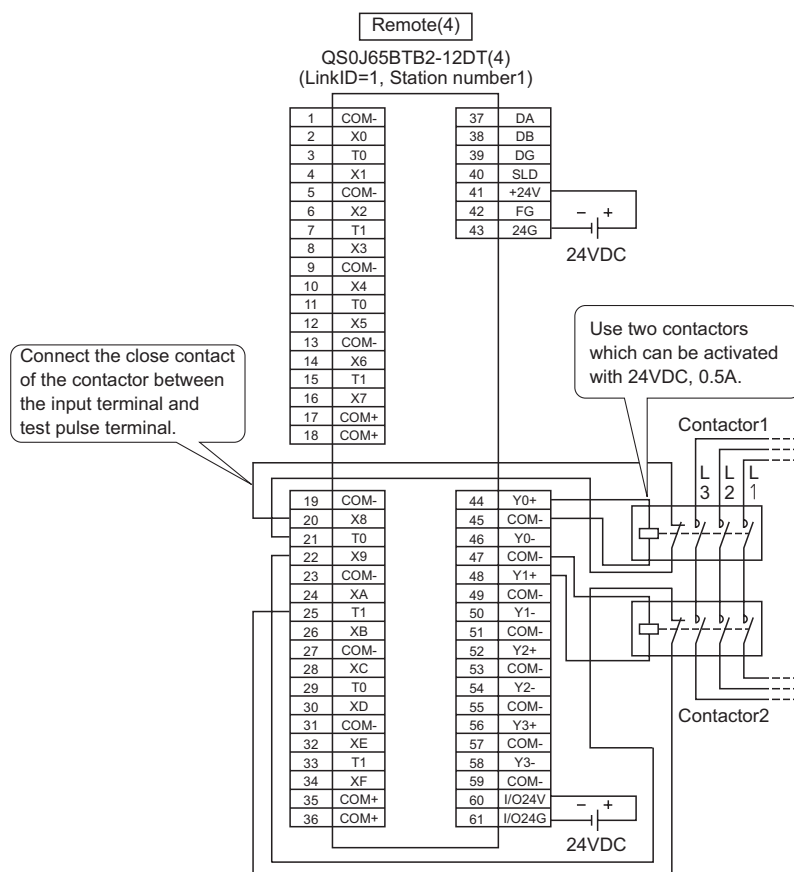 Remote(4)
QS0J65BTB2-12DT(4)
(LinkID=1, Station number1)
1 COM-
2 X0
3 T0
4 X1
5 COM-
6 X2
7 T1
8 X3
9 COM-
10 X4
11 T0
12 X5
13 COM-
14 X6
15 T1
16 X7
17 COM+
18 COM+
37 DA
38 DB
39 DG
40 SLD
41 +24V
42 FG
43 24G
− +
24VDC
Connect the close contact
of the contactor between
the input terminal and
test pulse terminal.
Use two contactors
which can be activated
with 24VDC, 0.5A.
Contactor1
L L L
3 2 1
19 COM-
20 X8
21 T0
22 X9
23 COM-
24 XA
25 T1
26 XB
27 COM-
28 XC
29 T0
30 XD
31 COM-
32 XE
33 T1
34 XF
35 COM+
36 COM+
44 Y0+
45 COM-
46 Y0-
47 COM-
48 Y1+
49 COM-
50 Y1-
51 COM-
52 Y2+
53 COM-
54 Y2-
55 COM-
56 Y3+
57 COM-
58 Y3-
59 COM-
60 I/O24V
61 I/O24G
− +
24VDC
Contactor2